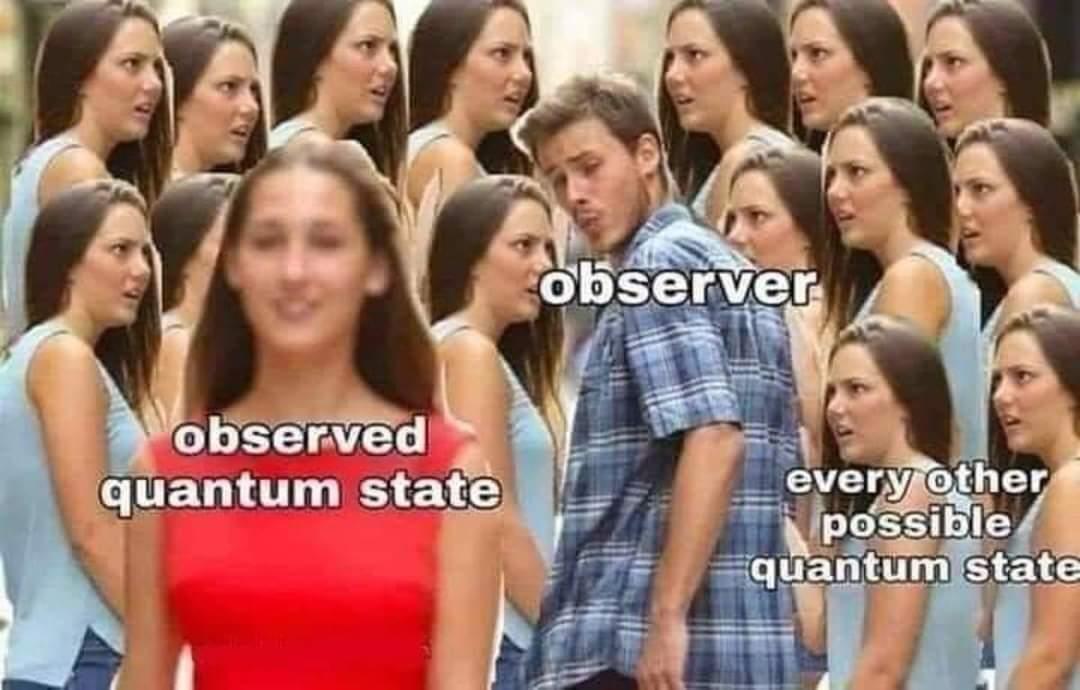 observer
observed
quantum state
every other
possible
quantum state